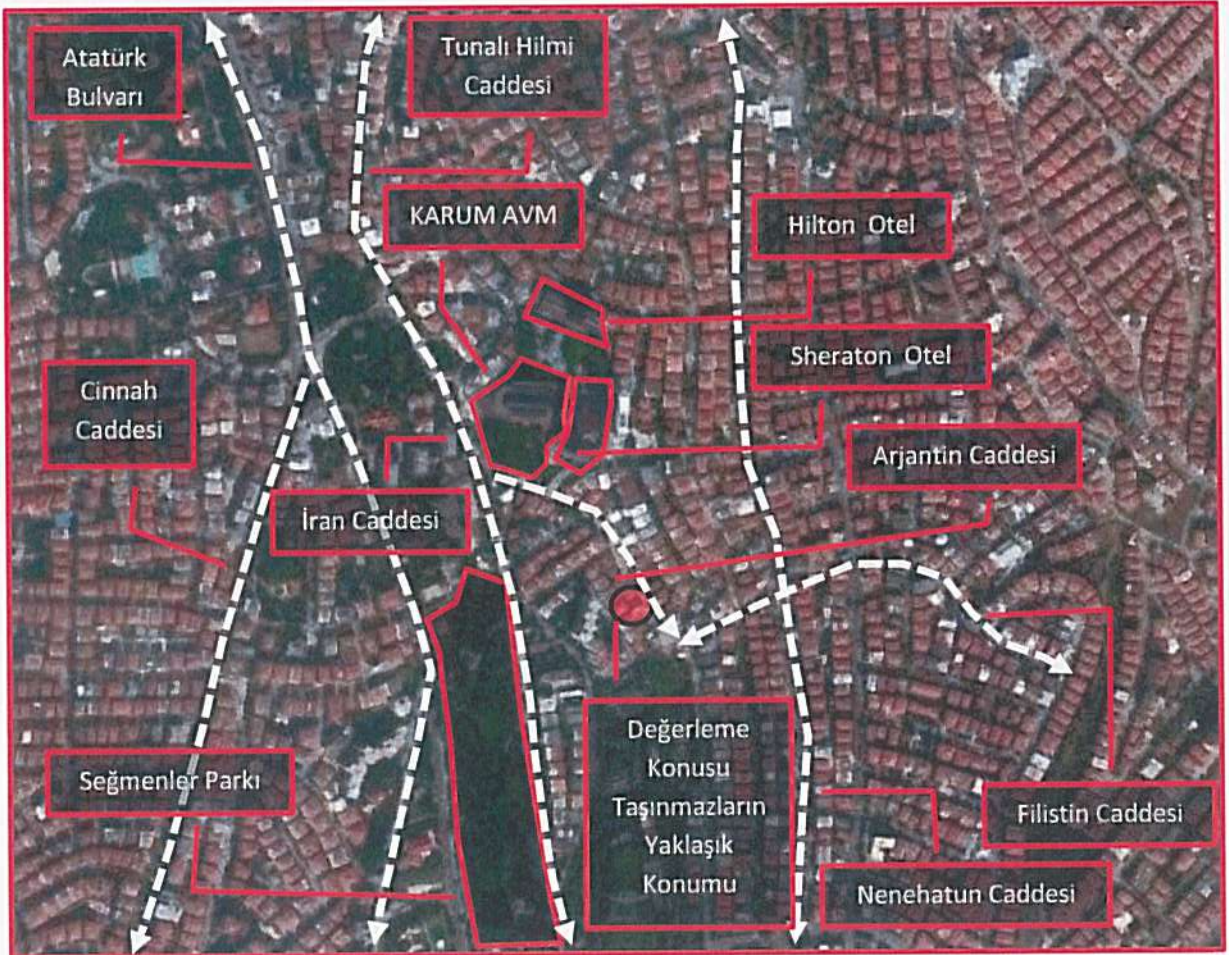 Atatürk
Bulvarı
Tunalı Hilmi
Caddesi
KARUM AVM
Hilton Otel
Sheraton Otel
Cinnah
Caddesi
Arjantin Caddesi
İran Caddesi
Değerleme
Konusu
Taşınmazların
Yaklaşık
Konumu
Seğmenler Parkı
Filistin Caddesi
Nenehatun Caddesi